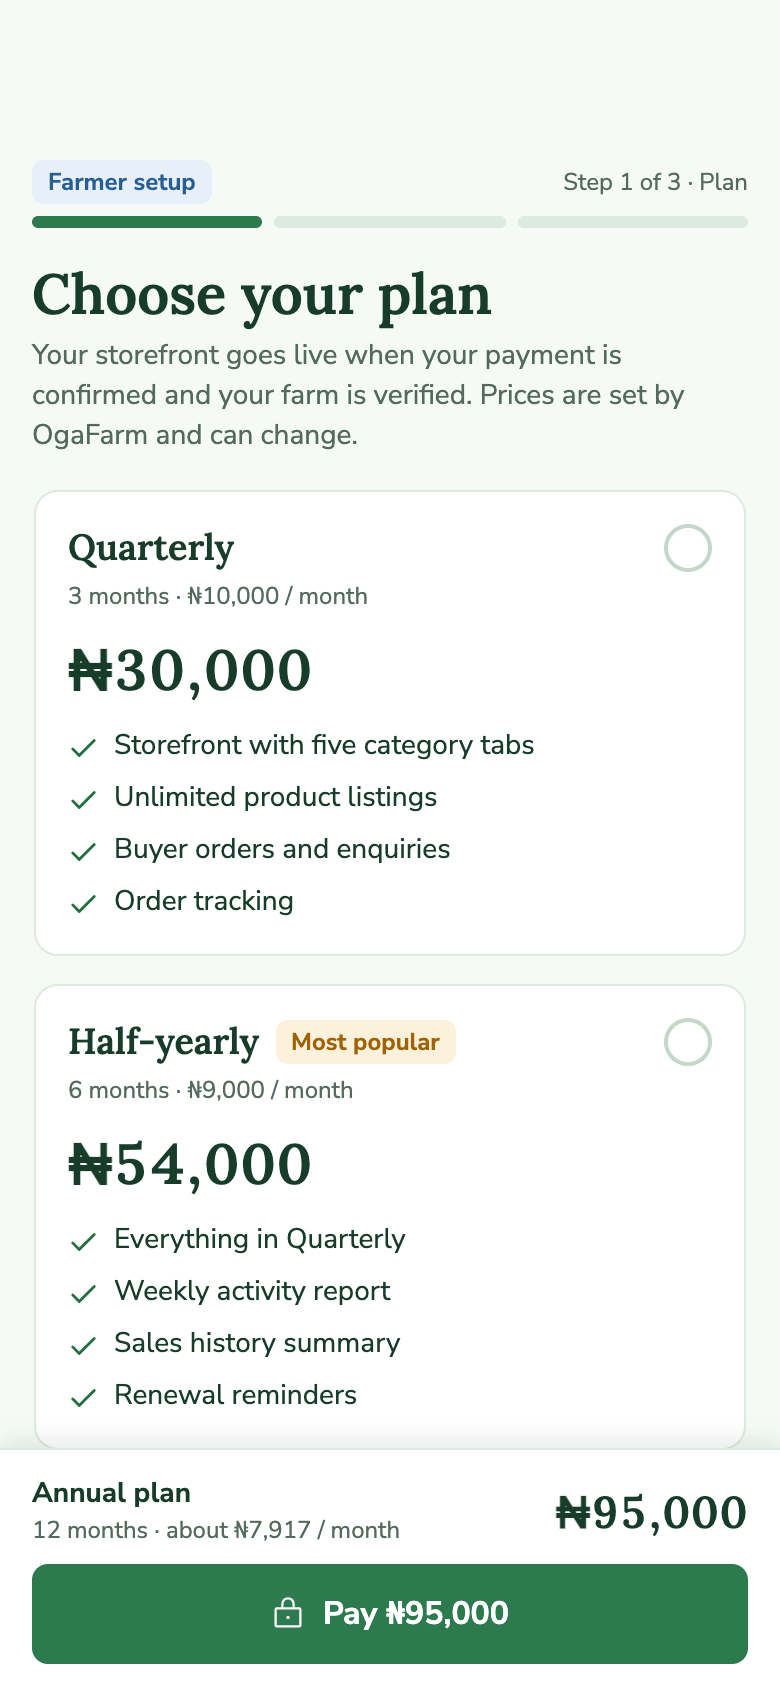 Farmer setup
Step 1 of 3 · Plan
Choose your plan
Your storefront goes live when your payment is
confirmed and your farm is verified. Prices are set by
OgaFarm and can change.
Quarterly
3 months · ₦10,000 / month
₦30,000
Storefront with five category tabs
Unlimited product listings
Buyer orders and enquiries
Order tracking
Half-yearly
Most popular
6 months · ₦9,000 / month
₦54,000
Everything in Quarterly
Weekly activity report
Sales history summary
Renewal reminders
Annual plan
12 months · about ₦7,917 / month
₦95,000
Pay ₦95,000